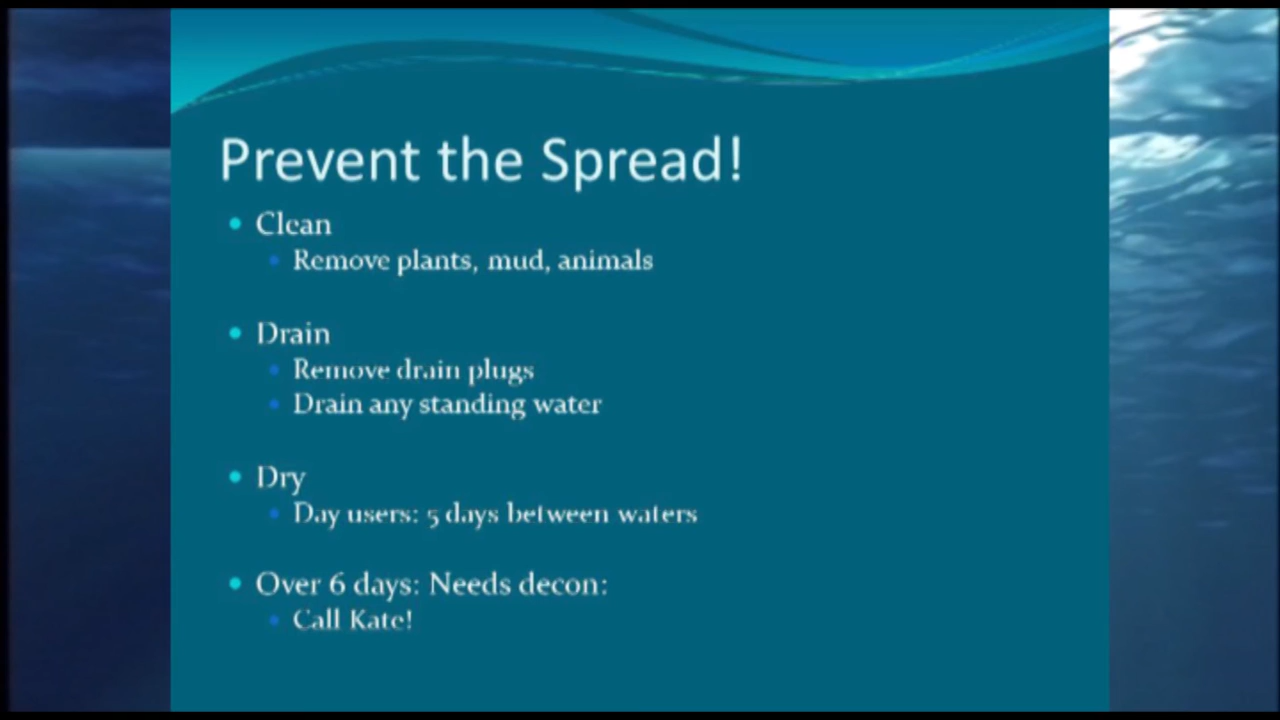 Prevent the Spread!
Clean
Remove plants, mud, animals
Drain
Remove drain plugs
Drain any standing water
Dry
Day users: 5 days between waters
Over 6 days: Needs decon:
Call Kate!